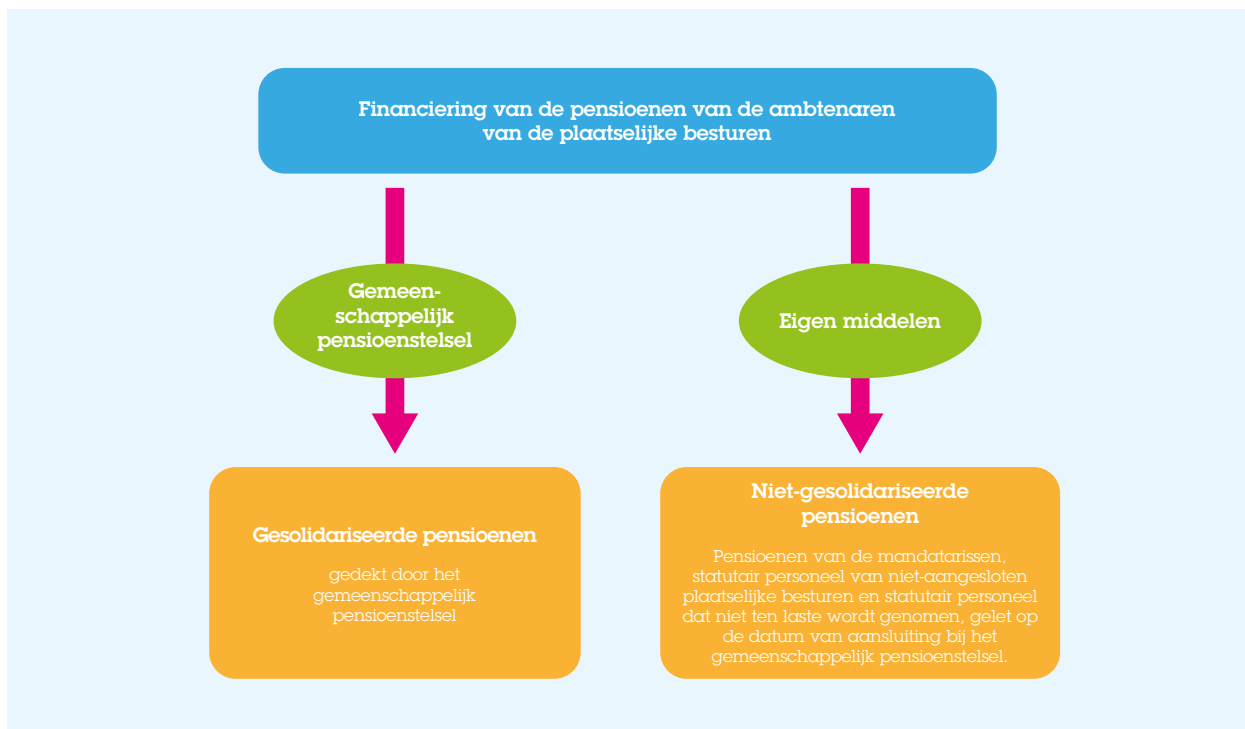 Financiering van de pensioenen van de ambtenaren
van de plaatselijke besturen
Gemeen-
schappelijk
pensioenstelsel
Eigen middelen
Gesolidariseerde pensioenen
gedekt door het
gemeenschappelijk
pensioenstelsel
Niet-gesolidariseerde
pensioenen
Pensioenen van de mandatarissen,
statutair personeel van niet-aangesloten
plaatselijke besturen en statutair personeel
dat niet ten laste wordt genomen, gelet op
de datum van aansluiting bij het
gemeenschappelijk pensioenstelsel.